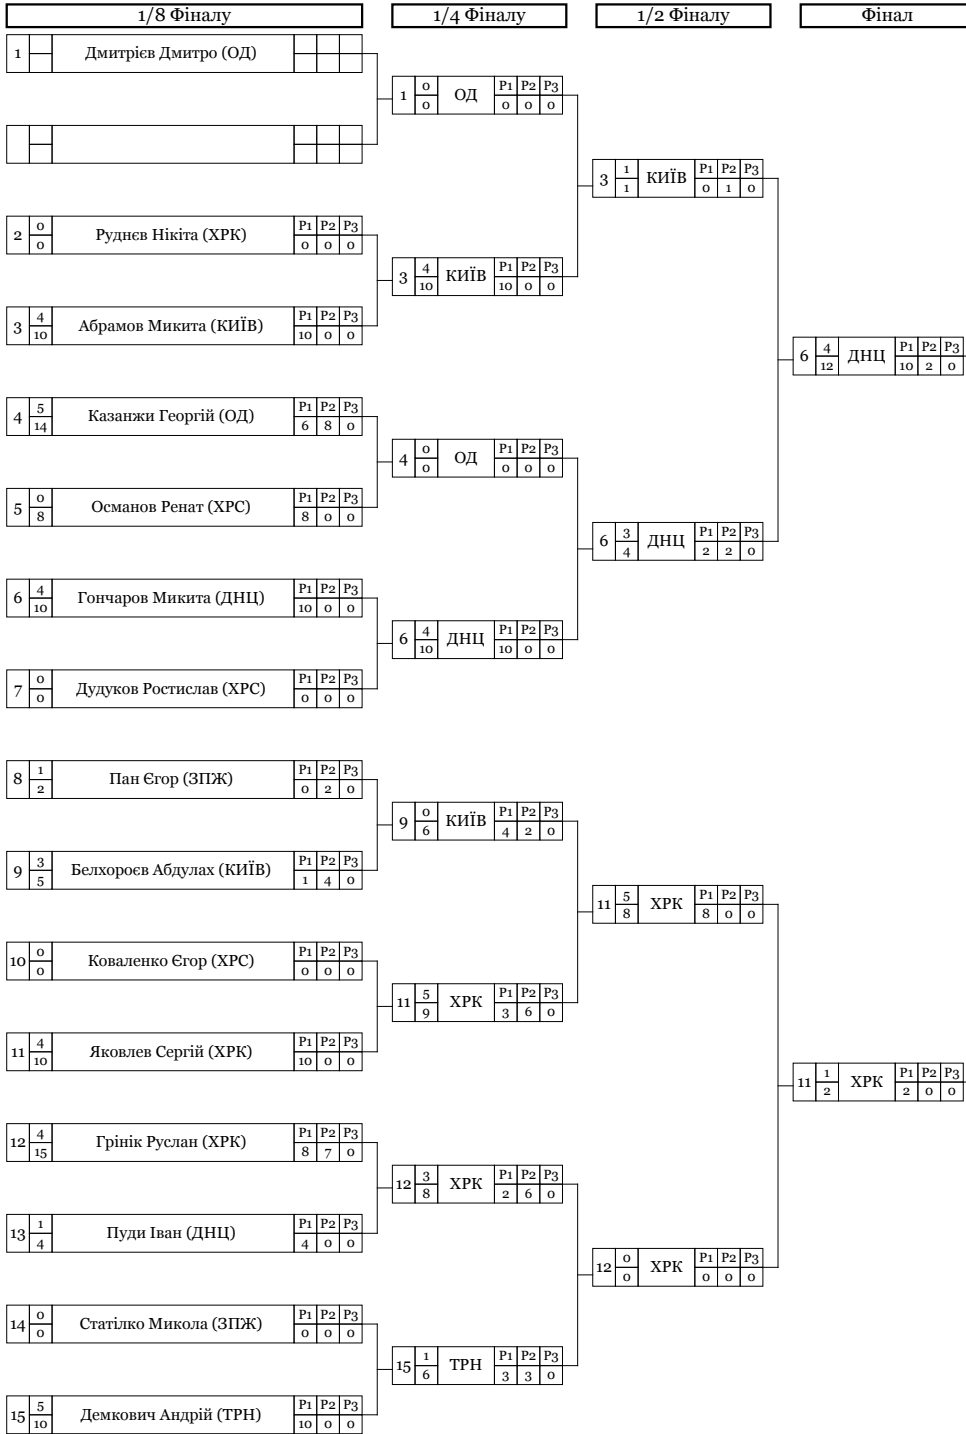 1/8 Фіналу 1/4 Фіналу 1/2 Фіналу Фінал
1 Дмитрієв Дмитро (ОД)
1 0 0 ОД P1 P2 P3 0 0 0
3 1 1 КИЇВ P1 P2 P3 0 1 0
2 0 0 Руднєв Нікіта (ХРК) P1 P2 P3 0 0 0
3 4 10 КИЇВ P1 P2 P3 10 0 0
3 4 10 Абрамов Микита (КИЇВ) P1 P2 P3 10 0 0
6 4 12 ДНЦ P1 P2 P3 10 2 0
4 5 14 Казанжи Георгій (ОД) P1 P2 P3 6 8 0
4 0 0 ОД P1 P2 P3 0 0 0
5 0 8 Османов Ренат (ХРС) P1 P2 P3 8 0 0
6 3 4 ДНЦ P1 P2 P3 2 2 0
6 4 10 Гончаров Микита (ДНЦ) P1 P2 P3 10 0 0
6 4 10 ДНЦ P1 P2 P3 10 0 0
7 0 0 Дудуков Ростислав (ХРС) P1 P2 P3 0 0 0
8 1 2 Пан Єгор (ЗПЖ) P1 P2 P3 0 2 0
9 0 6 КИЇВ P1 P2 P3 4 2 0
9 3 5 Белхороєв Абдулах (КИЇВ) P1 P2 P3 1 4 0
11 5 8 ХРК P1 P2 P3 8 0 0
10 0 0 Коваленко Єгор (ХРС) P1 P2 P3 0 0 0
11 5 9 ХРК P1 P2 P3 3 6 0
11 4 10 Яковлев Сергій (ХРК) P1 P2 P3 10 0 0
11 1 2 ХРК P1 P2 P3 2 0 0
12 4 15 Грінік Руслан (ХРК) P1 P2 P3 8 7 0
12 3 8 ХРК P1 P2 P3 2 6 0
13 1 4 Пуди Іван (ДНЦ) P1 P2 P3 4 0 0
12 0 0 ХРК P1 P2 P3 0 0 0
14 0 0 Статілко Микола (ЗПЖ) P1 P2 P3 0 0 0
15 1 6 ТРН P1 P2 P3 3 3 0
15 5 10 Демкович Андрій (ТРН) P1 P2 P3 10 0 0